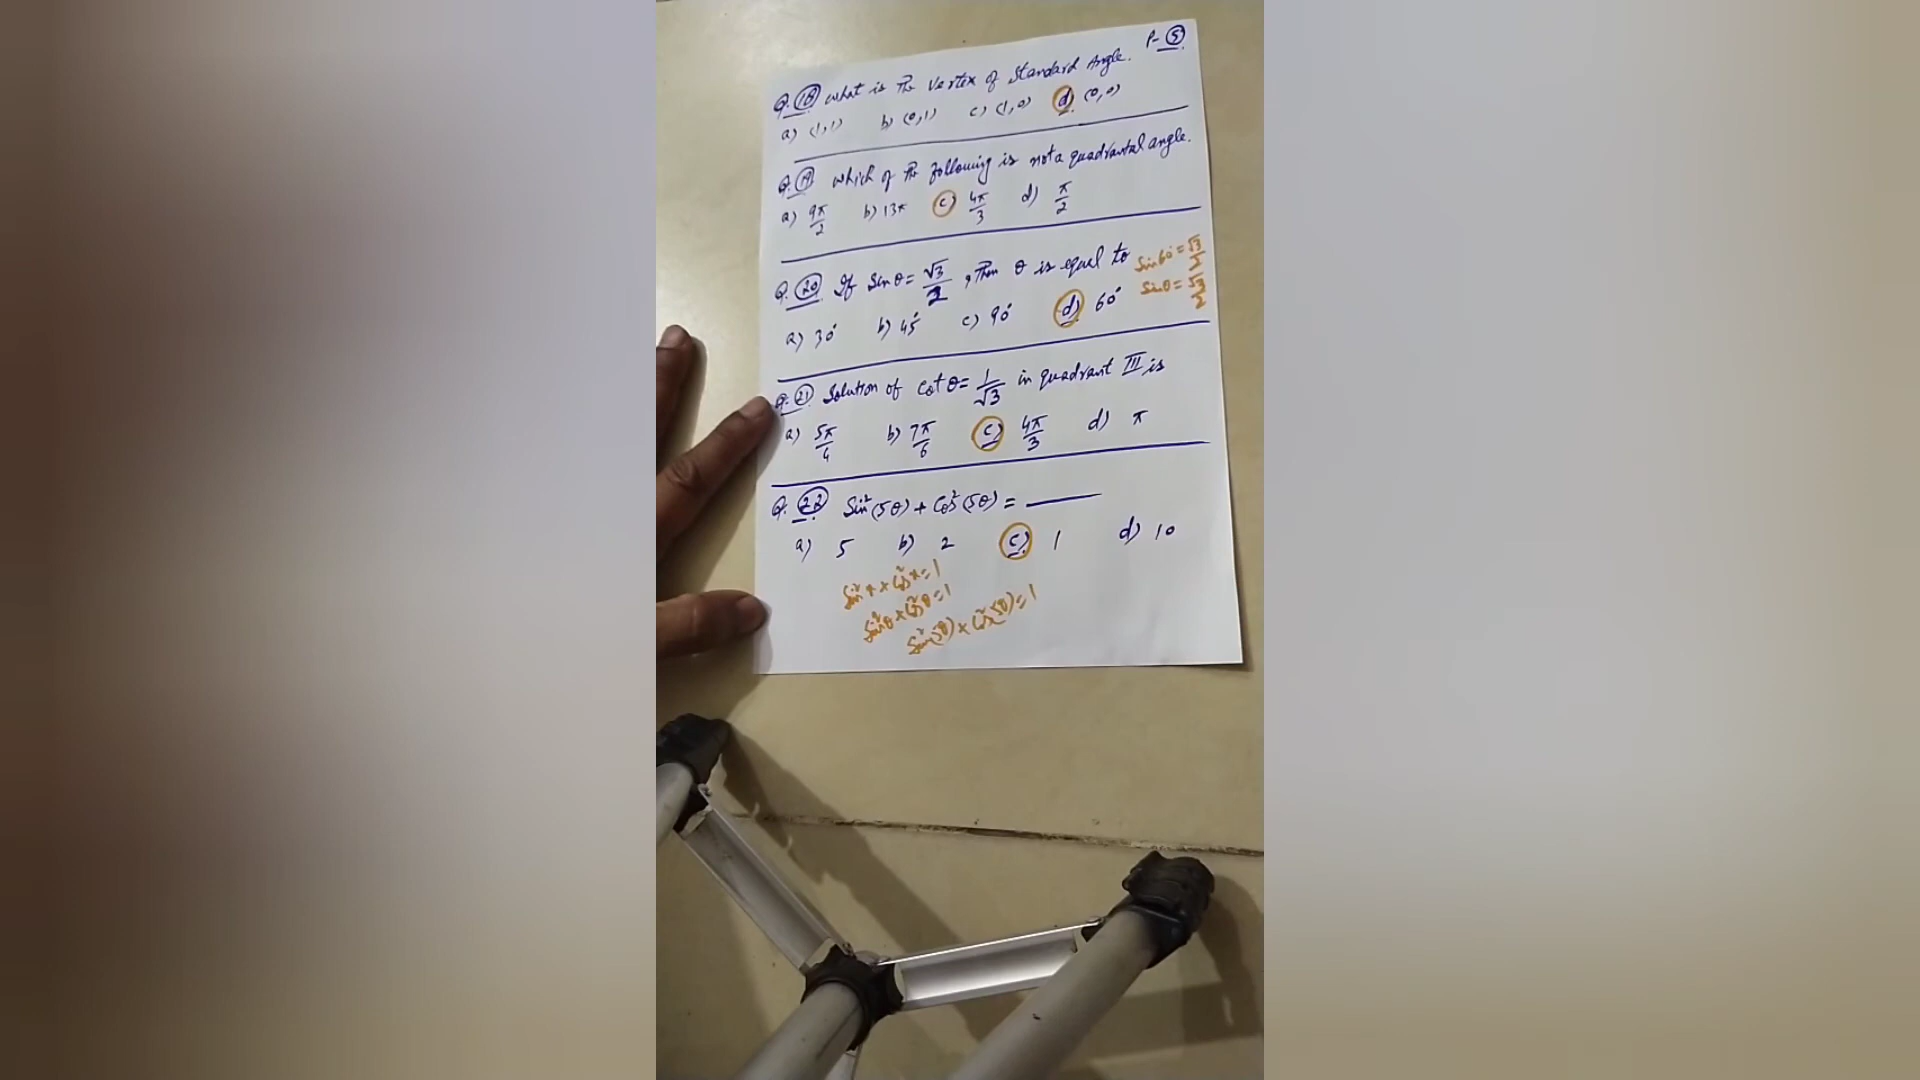 P-⑤
Q.⑱ What is The Vertex of Standard Angle.
a) (1,1) b) (0,1) c) (1,0) d) (0,0)
Q.⑲ Which of The following is not a quadrantal angle.
a) 9π/2 b) 13π c) 4π/3 d) π/2
Q.⑳ If Sinθ = √3/2, Then θ is equal to
Sin60° = √3/2
Sinθ = √3/2
a) 30° b) 45° c) 90° d) 60°
Q.㉑ Solution of Cotθ = 1/√3 in quadrant III is
a) 5π/4 b) 7π/6 c) 4π/3 d) π
Q.㉒ Sin²(5θ) + Cos²(5θ) = ____
a) 5 b) 2 c) 1 d) 10
Sin²x + Cos²x = 1
Sin²θ + Cos²θ = 1
Sin²(5θ) + Cos²(5θ) = 1